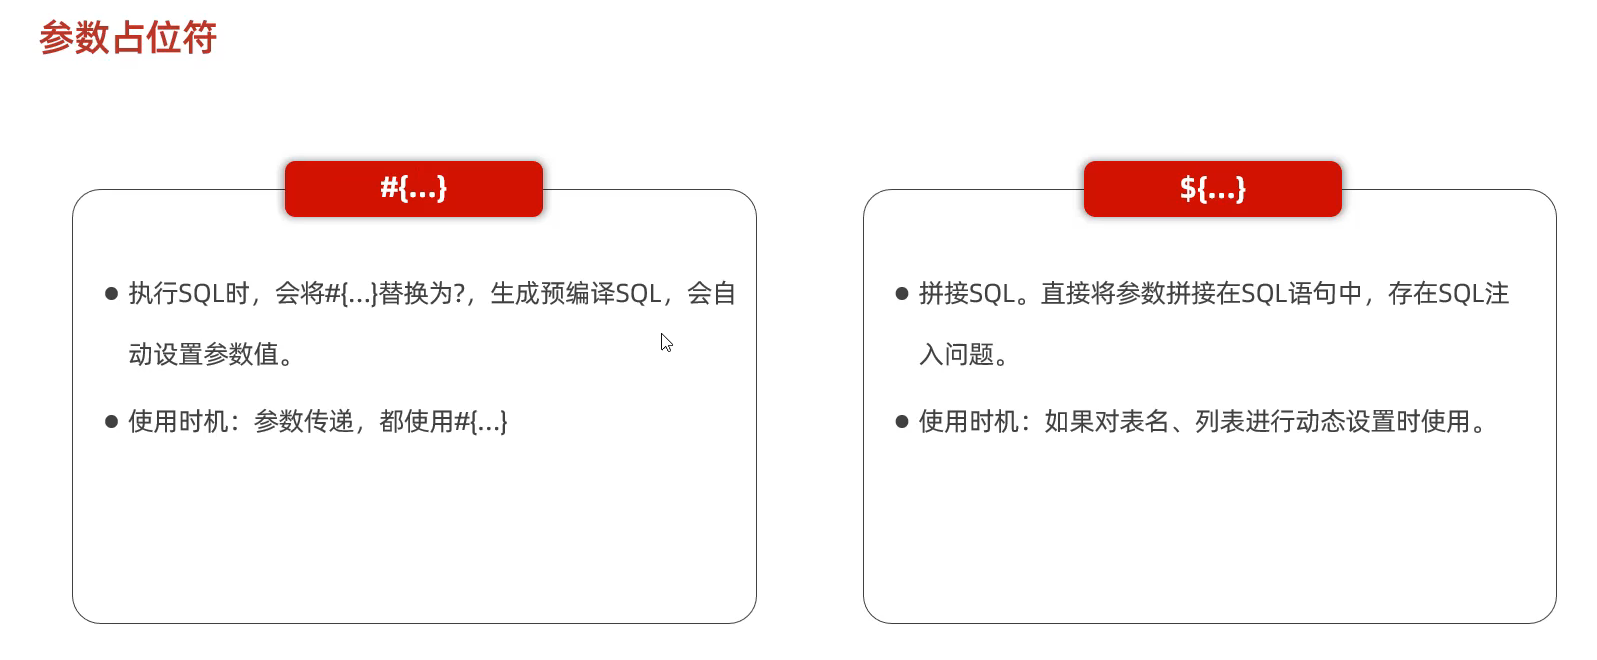 参数占位符
#{…}
执行SQL时，会将#{…}替换为?，生成预编译SQL，会自
动设置参数值。
使用时机：参数传递，都使用#{…}
${…}
拼接SQL。直接将参数拼接在SQL语句中，存在SQL注
入问题。
使用时机：如果对表名、列表进行动态设置时使用。